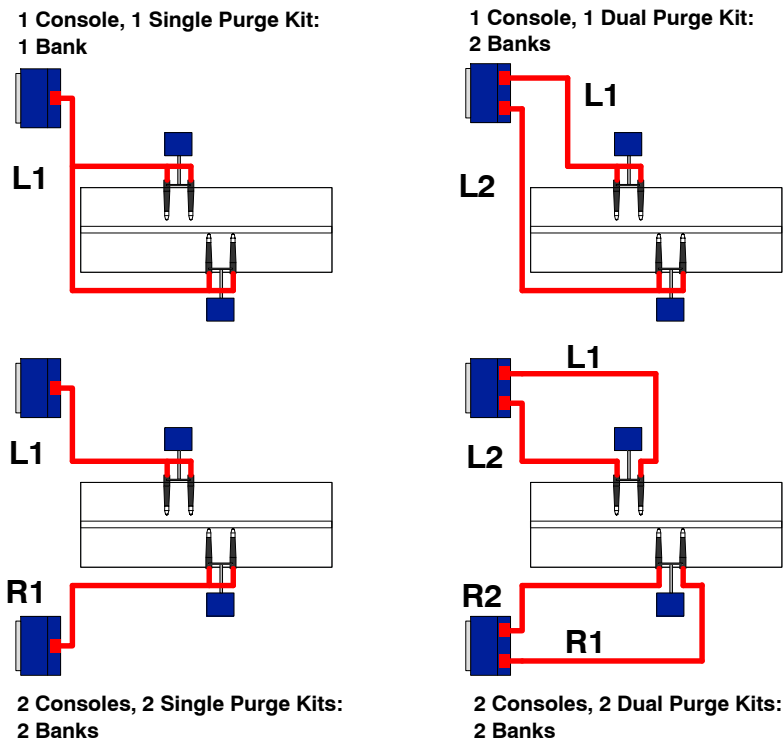 1 Console, 1 Single Purge Kit:
1 Bank
L1
1 Console, 1 Dual Purge Kit:
2 Banks
L1
L2
L1
R1
2 Consoles, 2 Single Purge Kits:
2 Banks
L1
L2
R2
R1
2 Consoles, 2 Dual Purge Kits:
2 Banks